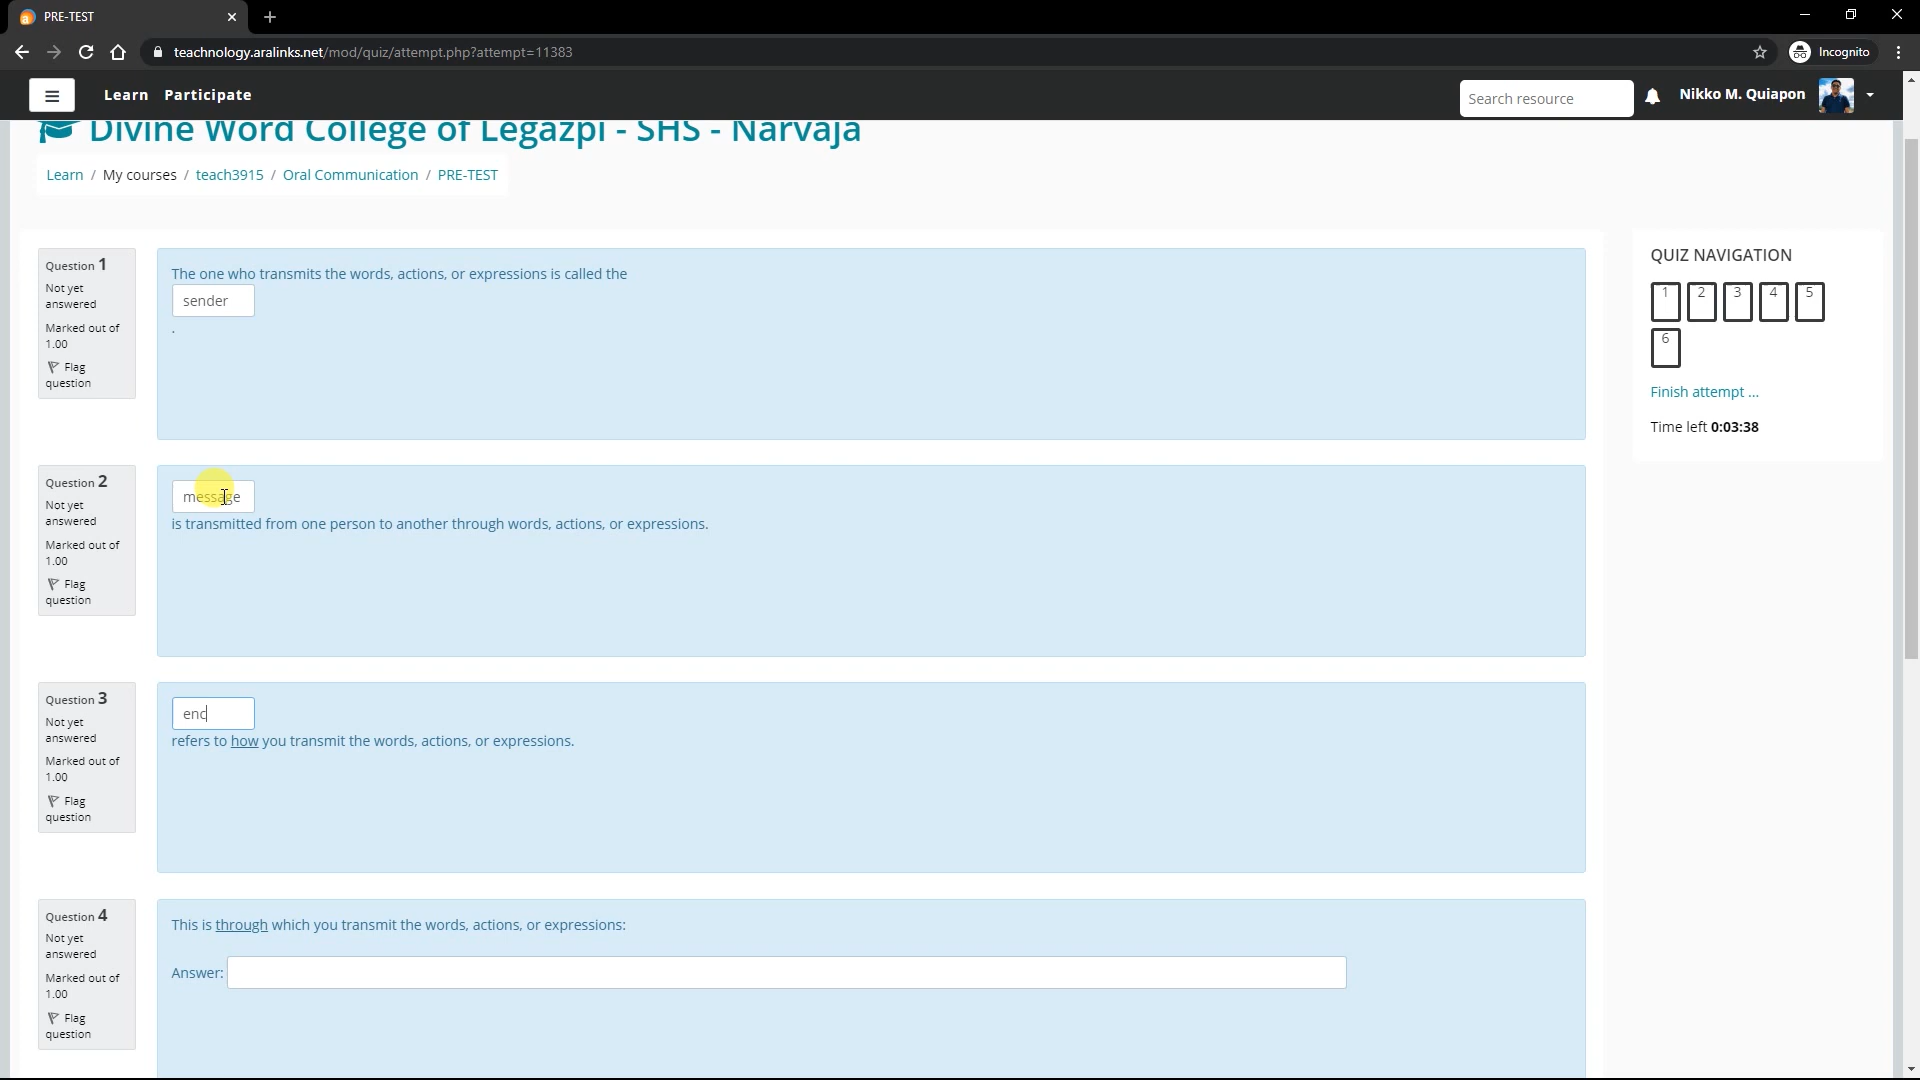 PRE-TEST
teachnology.aralinks.net/mod/quiz/attempt.php?attempt=11383
Incognito
Learn Participate
Search resource
Nikko M. Quiapon
Divine Word College of Legazpi - SHS - Narvaja
Learn / My courses / teach3915 / Oral Communication / PRE-TEST
Question 1
Not yet
answered
Marked out of
1.00
Flag
question
The one who transmits the words, actions, or expressions is called the
sender
.
Question 2
Not yet
answered
Marked out of
1.00
Flag
question
message
is transmitted from one person to another through words, actions, or expressions.
Question 3
Not yet
answered
Marked out of
1.00
Flag
question
enc
refers to how you transmit the words, actions, or expressions.
Question 4
Not yet
answered
Marked out of
1.00
Flag
question
This is through which you transmit the words, actions, or expressions:
Answer:
QUIZ NAVIGATION
1 2 3 4 5
6
Finish attempt ...
Time left 0:03:38